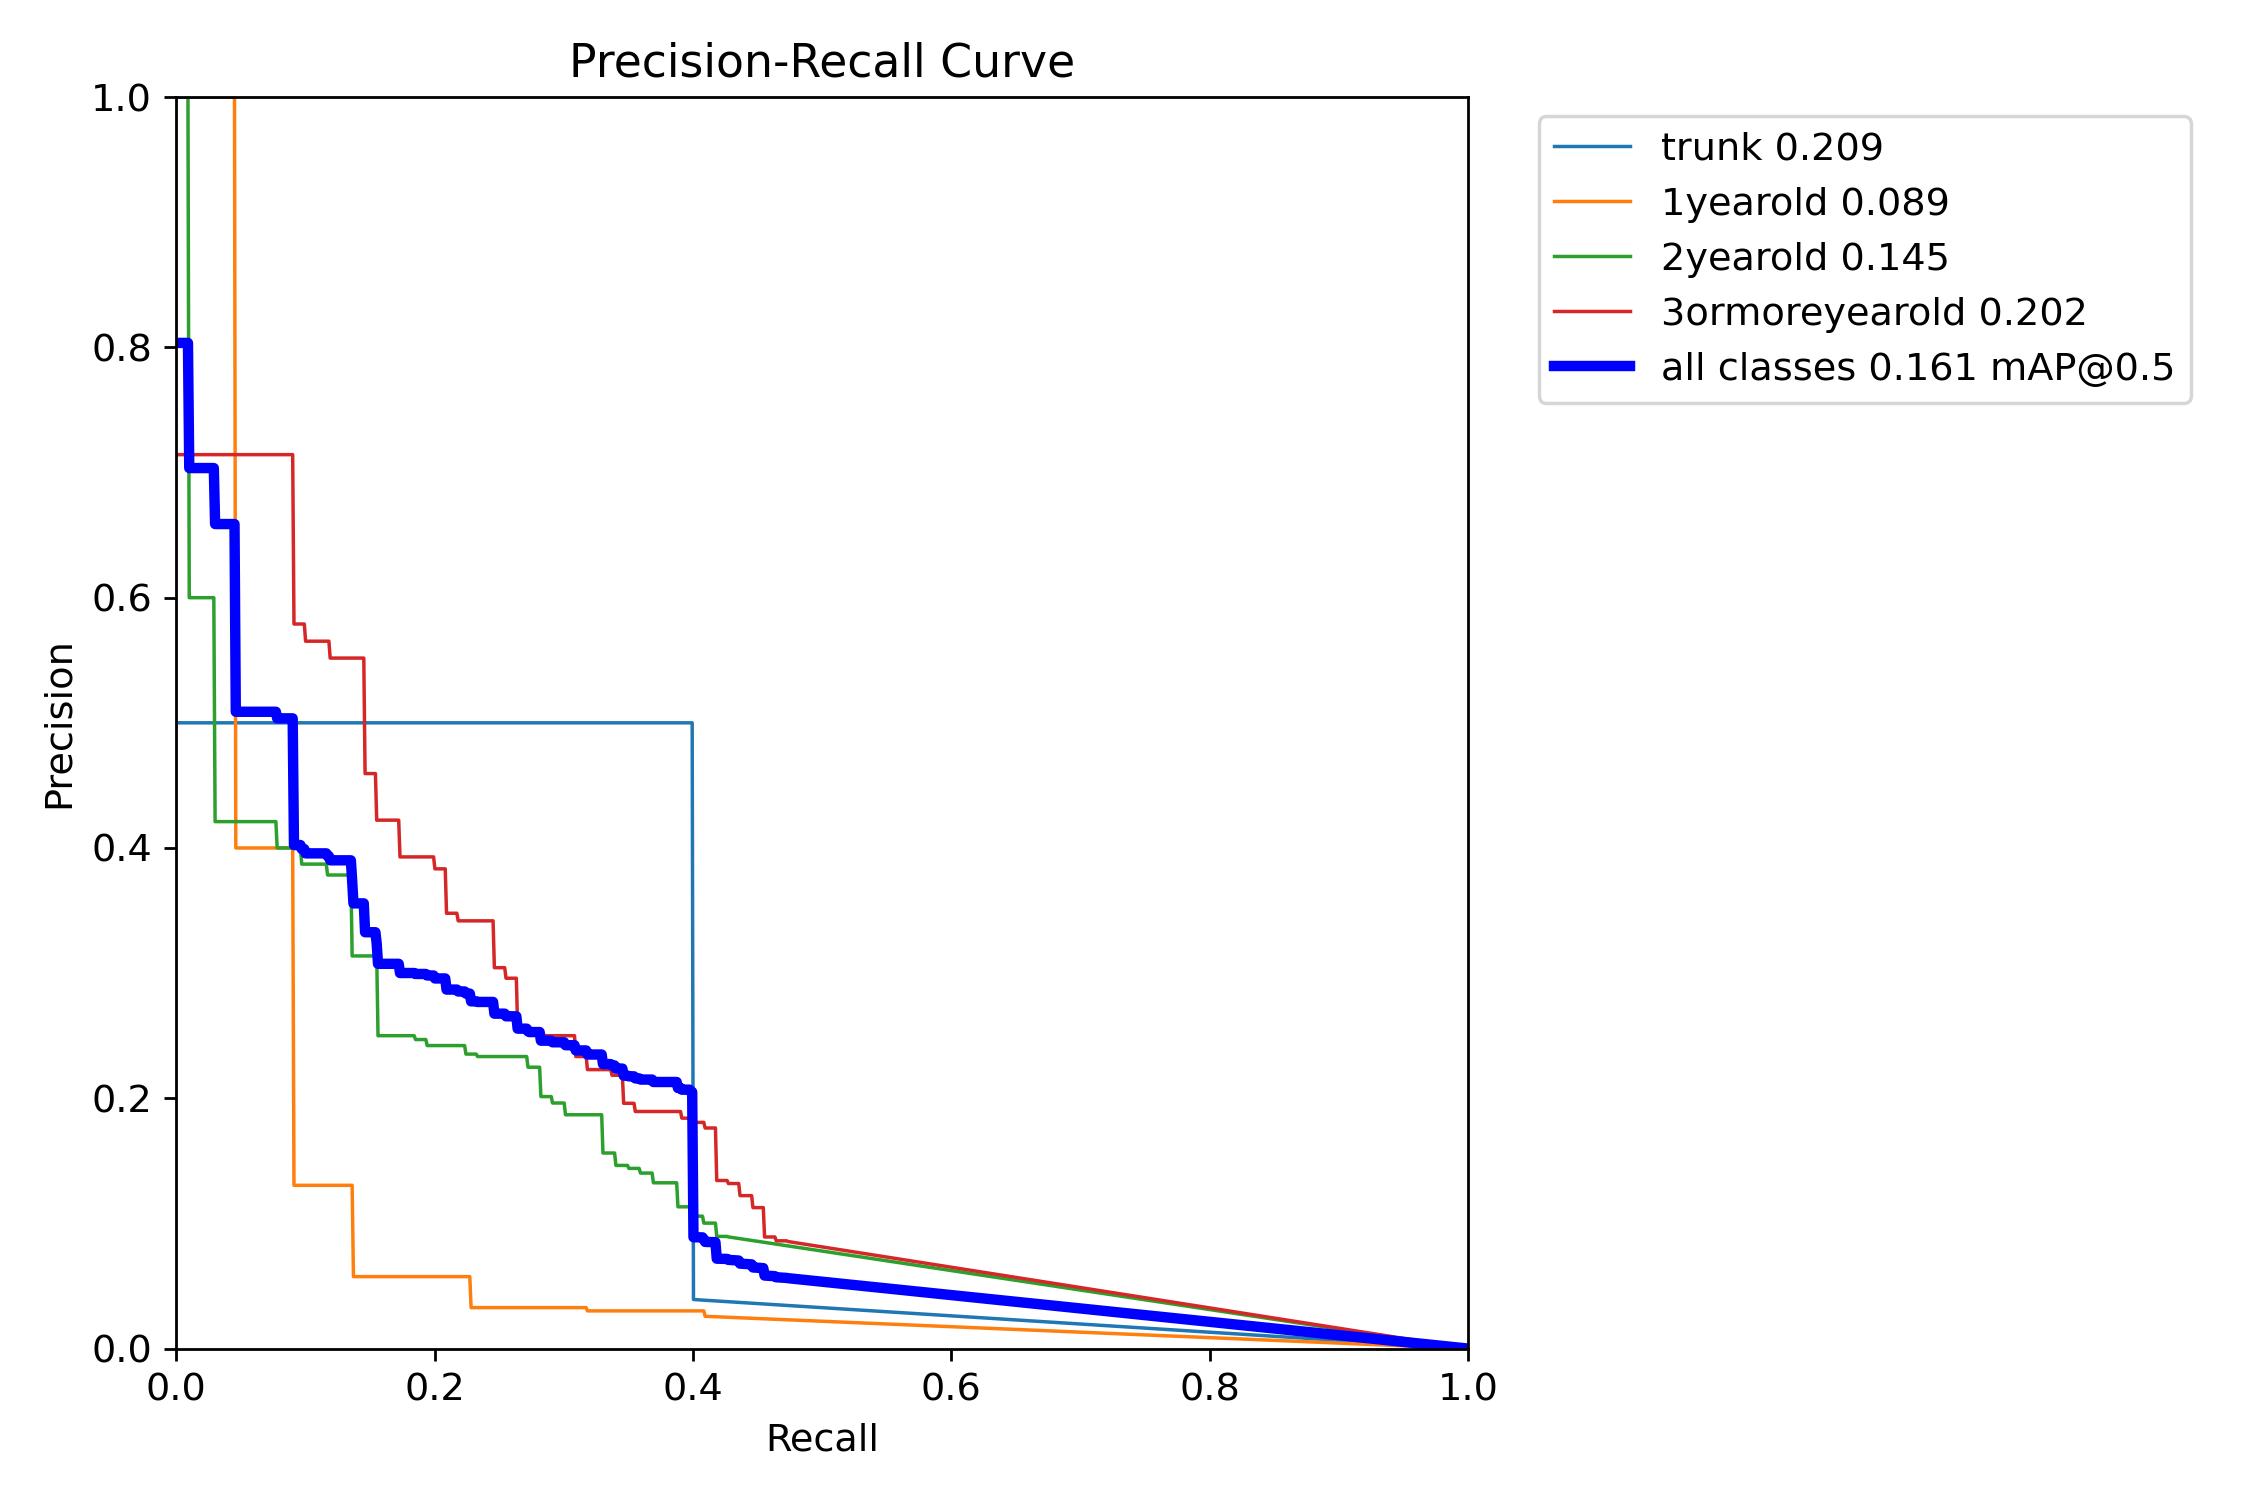 Precision-Recall Curve
1.0
0.8
0.6
0.4
0.2
0.0
Precision
0.0 0.2 0.4 0.6 0.8 1.0
Recall
trunk 0.209
1yearold 0.089
2yearold 0.145
3ormoreyearold 0.202
all classes 0.161 mAP@0.5